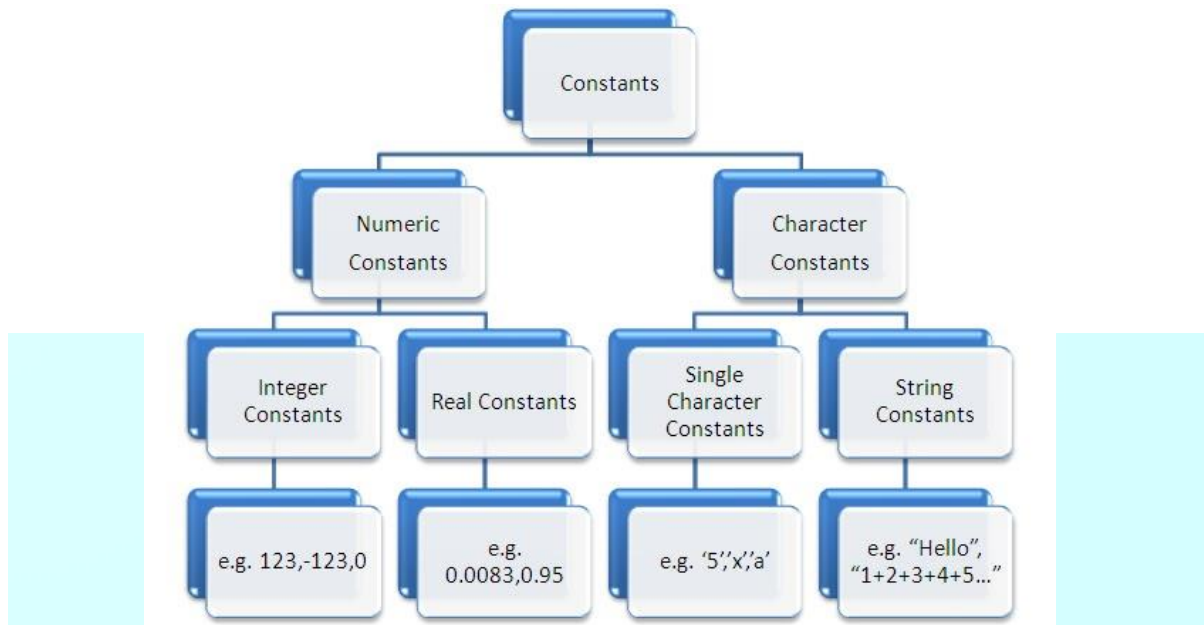 Constants
Numeric
Constants
Character
Constants
Integer
Constants
Real Constants
Single
Character
Constants
String
Constants
e.g. 123,-123,0
e.g.
0.0083,0.95
e.g. ‘5’,’x’,’a’
e.g. “Hello”,
“1+2+3+4+5…”